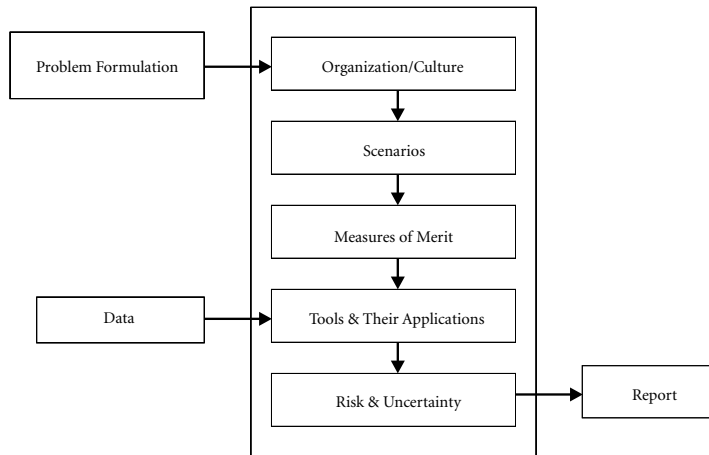 Problem Formulation
Organization/Culture
Scenarios
Measures of Merit
Data
Tools & Their Applications
Risk & Uncertainty
Report